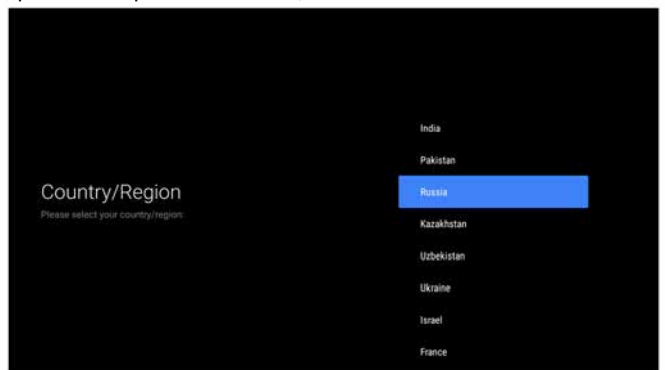 Country/Region
Please select your country/region
India
Pakistan
Russia
Kazakhstan
Uzbekistan
Ukraine
Israel
France